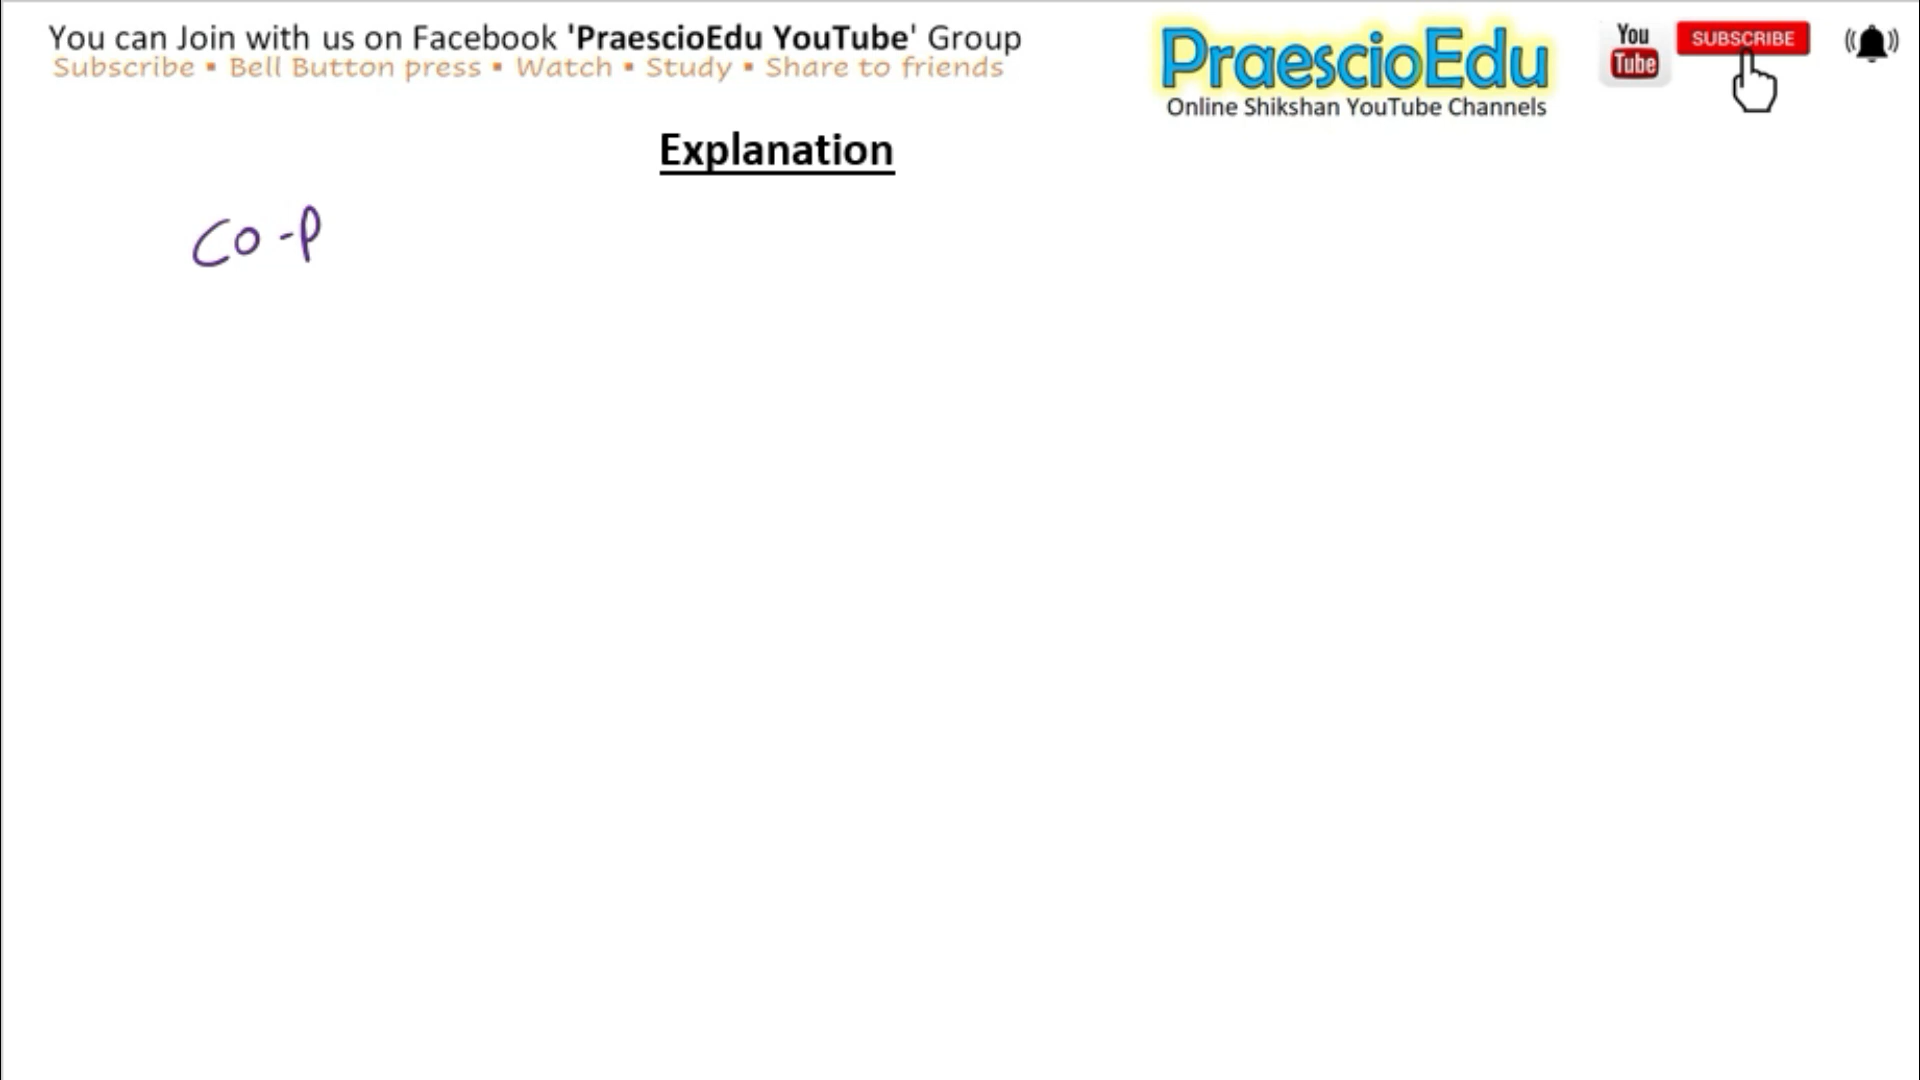 You can Join with us on Facebook 'PraescioEdu YouTube' Group
Subscribe ▪ Bell Button press ▪ Watch ▪ Study ▪ Share to friends
PraescioEdu
Online Shikshan YouTube Channels
You
Tube
SUBSCRIBE
Explanation
Co-P